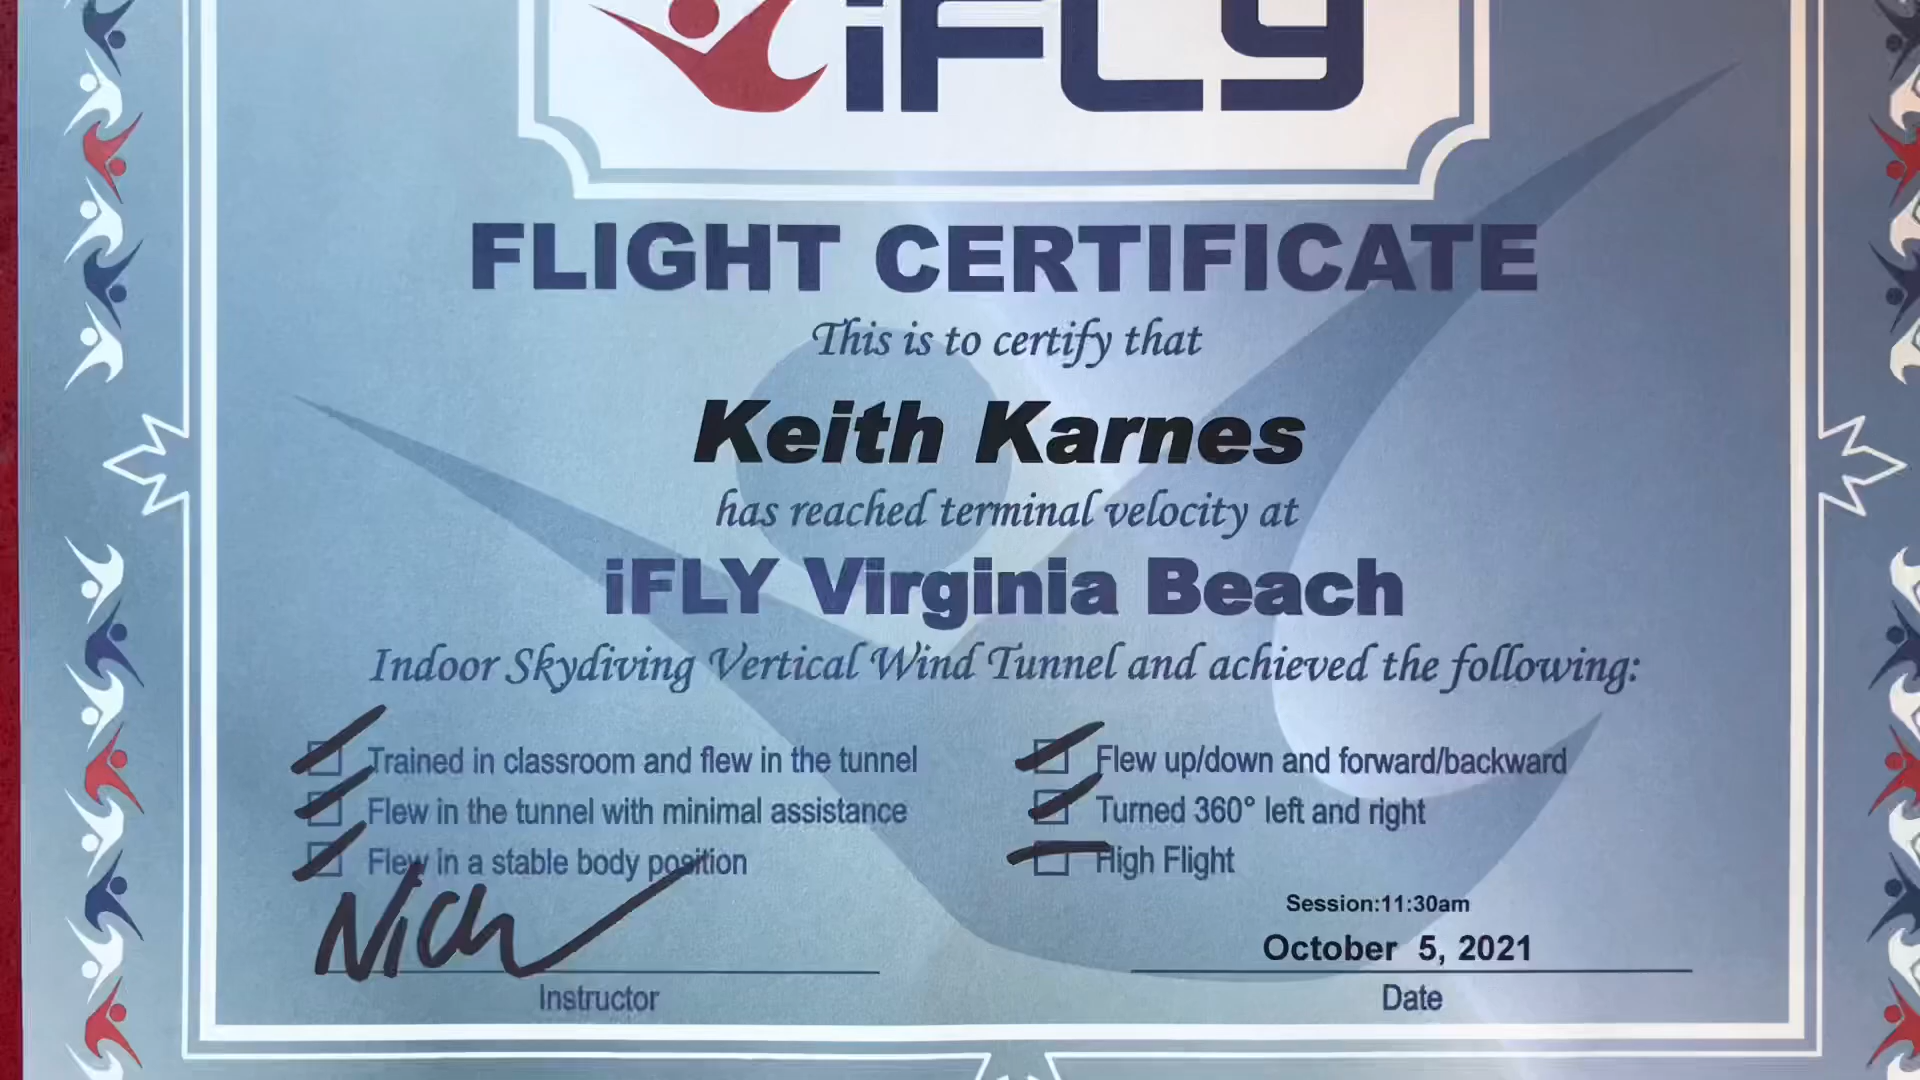 iFLY
FLIGHT CERTIFICATE
This is to certify that
Keith Karnes
has reached terminal velocity at
iFLY Virginia Beach
Indoor Skydiving Vertical Wind Tunnel and achieved the following:
Trained in classroom and flew in the tunnel
Flew in the tunnel with minimal assistance
Flew in a stable body position
Flew up/down and forward/backward
Turned 360° left and right
High Flight
Nick
Instructor
Session:11:30am
October 5, 2021
Date